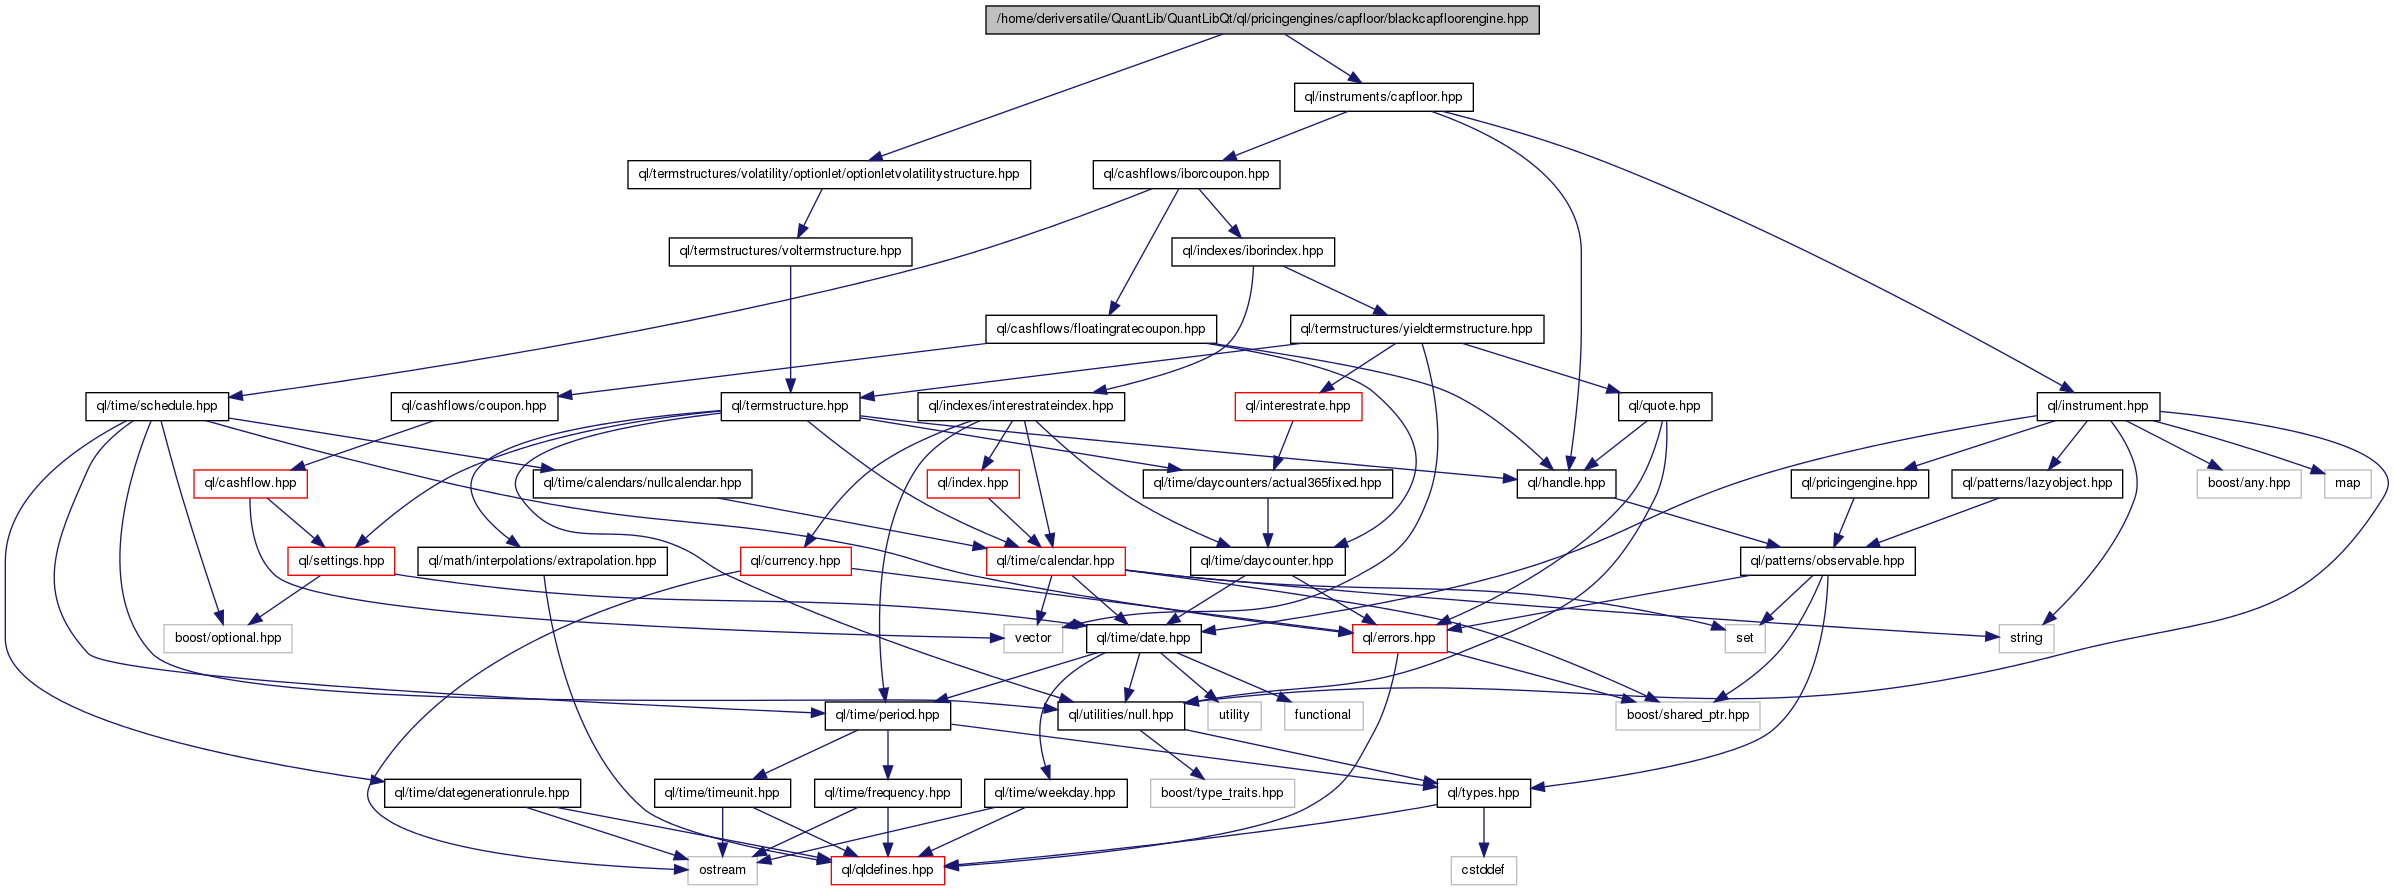 /home/deriversatile/QuantLib/QuantLibQt/ql/pricingengines/capfloor/blackcapfloorengine.hpp
ql/instruments/capfloor.hpp
ql/termstructures/volatility/optionlet/optionletvolatilitystructure.hpp
ql/cashflows/iborcoupon.hpp
ql/termstructures/voltermstructure.hpp
ql/indexes/iborindex.hpp
ql/cashflows/floatingratecoupon.hpp
ql/termstructures/yieldtermstructure.hpp
ql/time/schedule.hpp
ql/cashflows/coupon.hpp
ql/termstructure.hpp
ql/indexes/interestrateindex.hpp
ql/interestrate.hpp
ql/quote.hpp
ql/instrument.hpp
ql/cashflow.hpp
ql/time/calendars/nullcalendar.hpp
ql/index.hpp
ql/time/daycounters/actual365fixed.hpp
ql/handle.hpp
ql/pricingengine.hpp
ql/patterns/lazyobject.hpp
boost/any.hpp
map
ql/settings.hpp
ql/math/interpolations/extrapolation.hpp
ql/currency.hpp
ql/time/calendar.hpp
ql/time/daycounter.hpp
ql/patterns/observable.hpp
boost/optional.hpp
vector
ql/time/date.hpp
ql/errors.hpp
set
string
ql/time/period.hpp
ql/utilities/null.hpp
utility
functional
boost/shared_ptr.hpp
ql/time/dategenerationrule.hpp
ql/time/timeunit.hpp
ql/time/frequency.hpp
ql/time/weekday.hpp
boost/type_traits.hpp
ql/types.hpp
ostream
ql/qldefines.hpp
cstddef